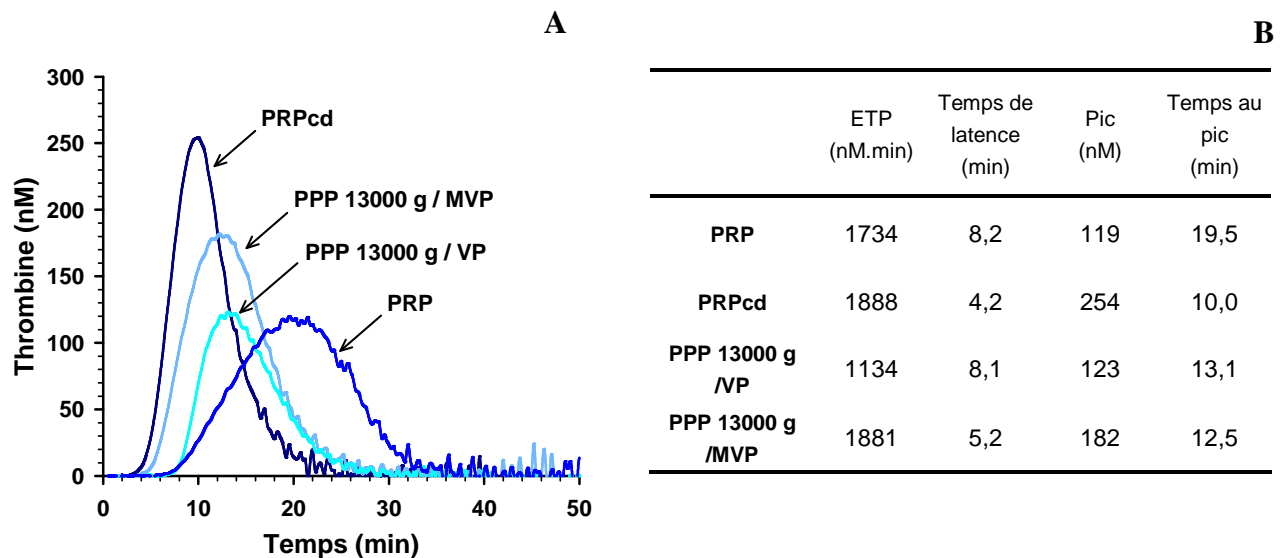 A
300
250
200
150
100
50
0
Thrombine (nM)
PRPcd
PPP 13000 g / MVP
PPP 13000 g / VP
PRP
0 10 20 30 40 50
Temps (min)
B
ETP
(nM.min)
Temps de
latence
(min)
Pic
(nM)
Temps au
pic
(min)
PRP 1734 8,2 119 19,5
PRPcd 1888 4,2 254 10,0
PPP 13000 g
/VP
1134 8,1 123 13,1
PPP 13000 g
/MVP
1881 5,2 182 12,5